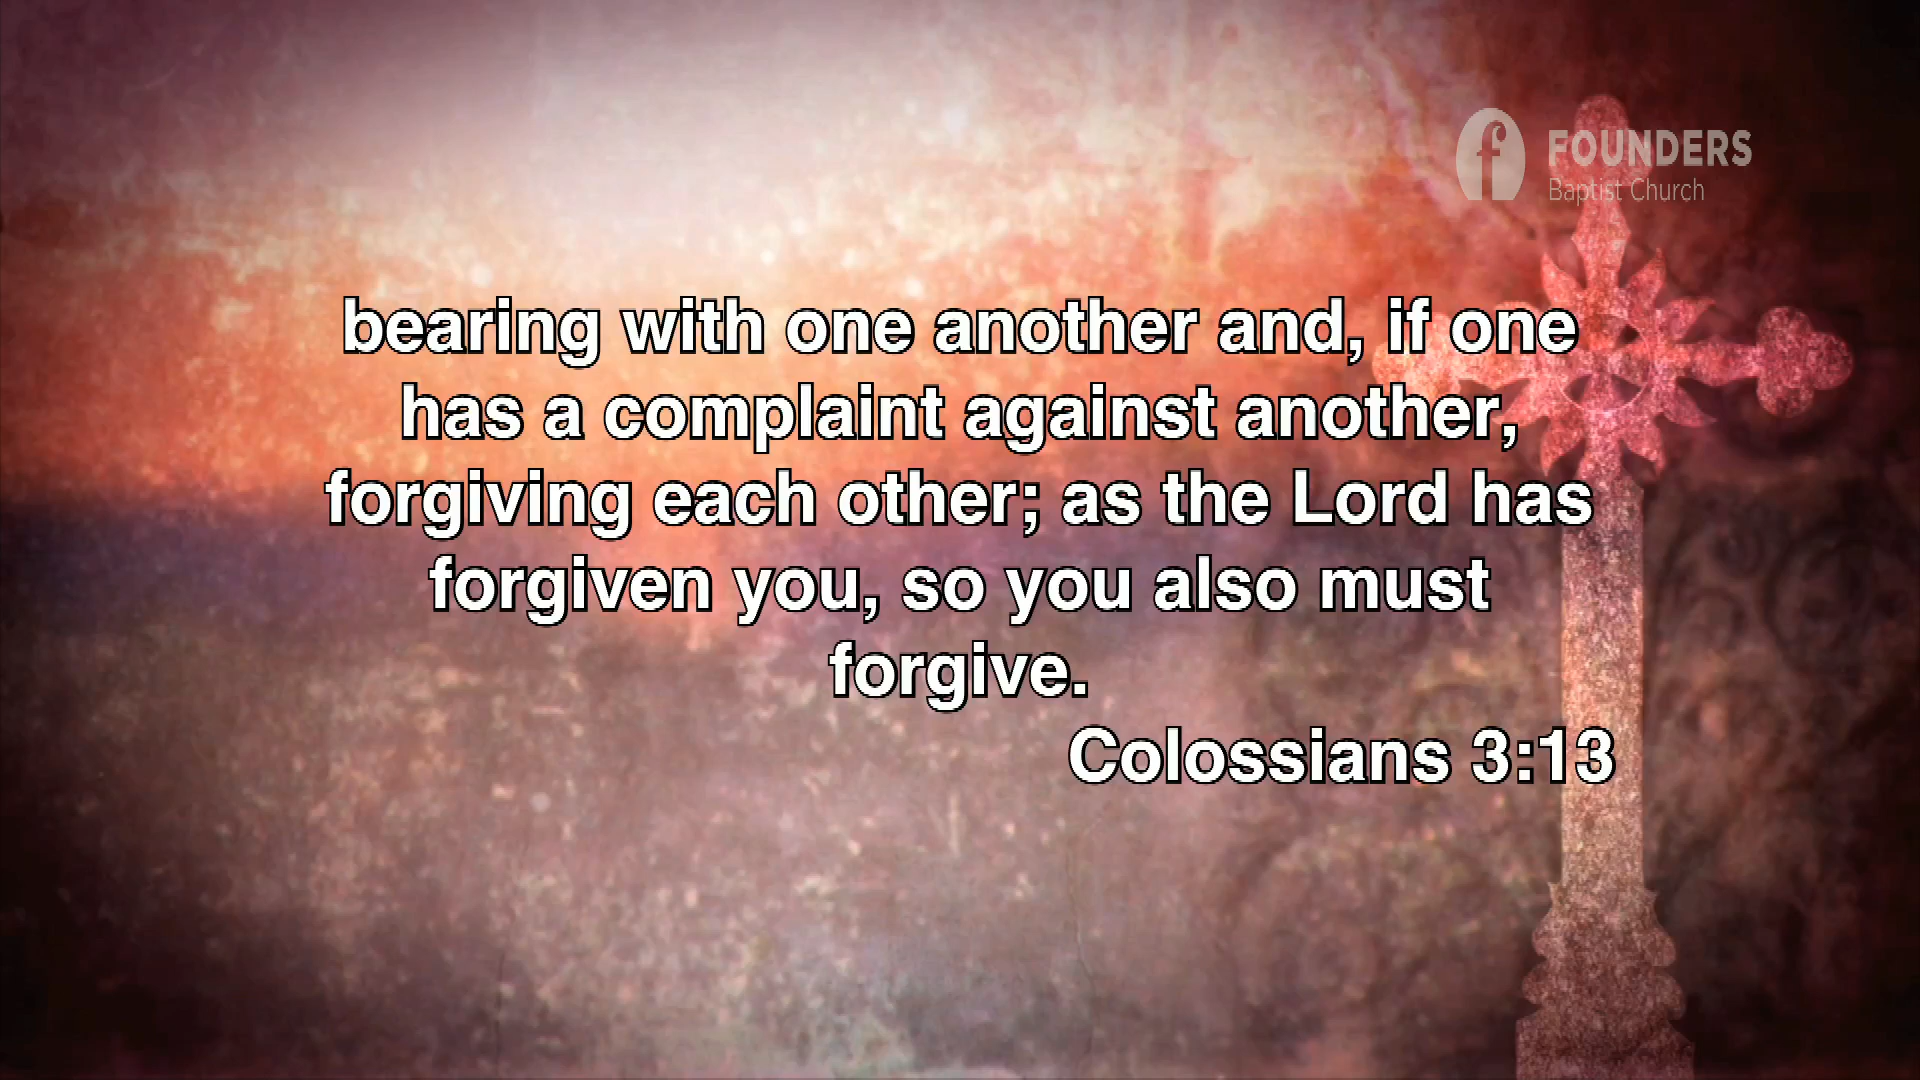 f FOUNDERS
Baptist Church
bearing with one another and, if one
has a complaint against another,
forgiving each other; as the Lord has
forgiven you, so you also must
forgive.
Colossians 3:13